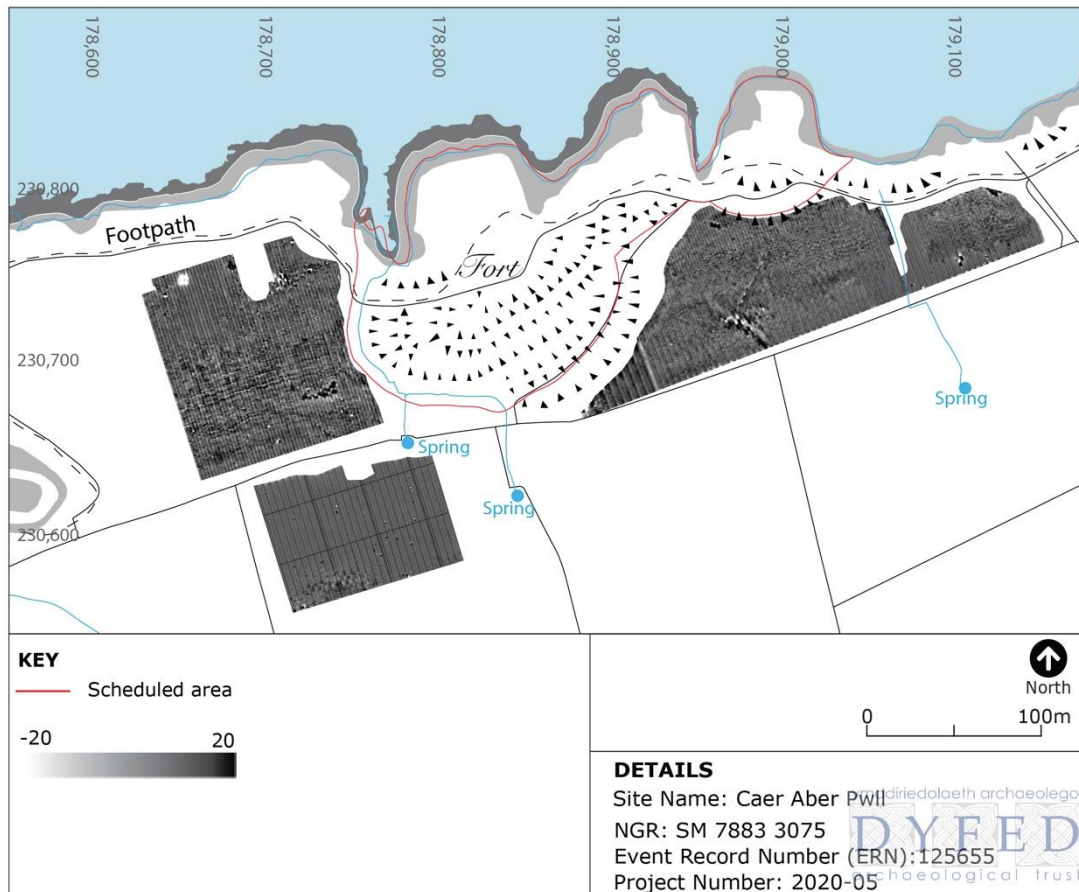 178,600
178,700
178,800
178,900
179,000
179,100
230,800
Footpath
Fort
230,700
Spring
Spring
Spring
230,600
KEY
Scheduled area
-20 20
North
0 100m
DETAILS
Site Name: Caer Aber Pwll
NGR: SM 7883 3075
Event Record Number (ERN):125655
Project Number: 2020-05
DYFED
archaeological trust